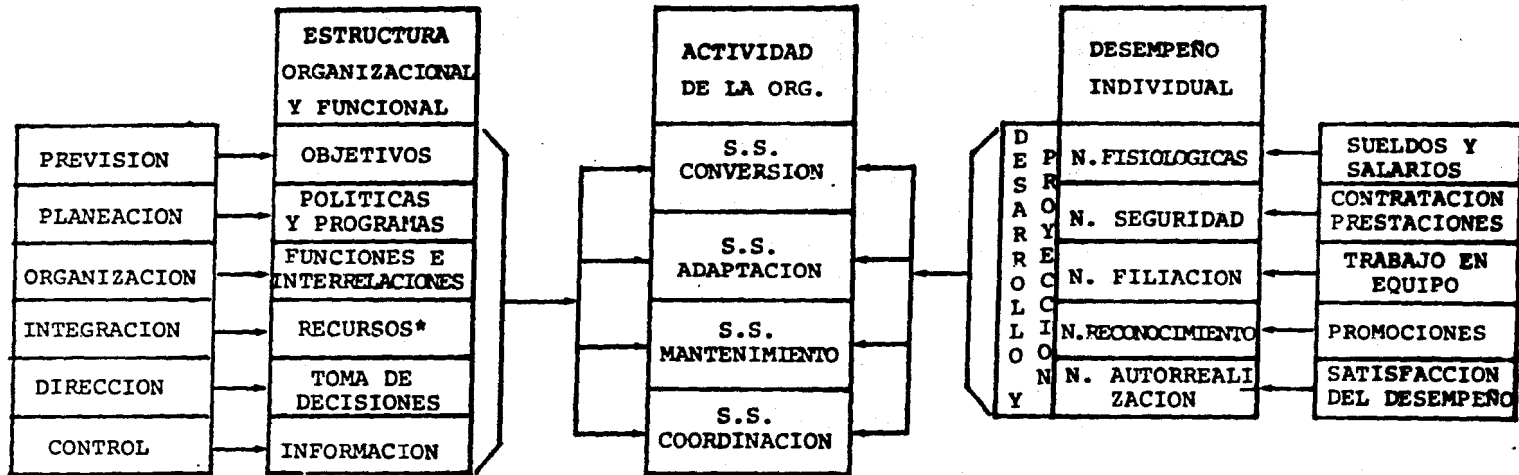 PREVISION
PLANEACION
ORGANIZACION
INTEGRACION
DIRECCION
CONTROL
ESTRUCTURA
ORGANIZACIONAL
Y FUNCIONAL
OBJETIVOS
POLITICAS
Y PROGRAMAS
FUNCIONES E
INTERRELACIONES
RECURSOS*
TOMA DE
DECISIONES
INFORMACION
ACTIVIDAD
DE LA ORG.
S.S.
CONVERSION
S.S.
ADAPTACION
S.S.
MANTENIMIENTO
S.S.
COORDINACION
DESARROLLO Y
PROYECCION
DESEMPEÑO
INDIVIDUAL
N.FISIOLOGICAS
N. SEGURIDAD
N. FILIACION
N.RECONOCIMIENTO
N. AUTORREALI
ZACION
SUELDOS Y
SALARIOS
CONTRATACION
PRESTACIONES
TRABAJO EN
EQUIPO
PROMOCIONES
SATISFACCION
DEL DESEMPEÑO